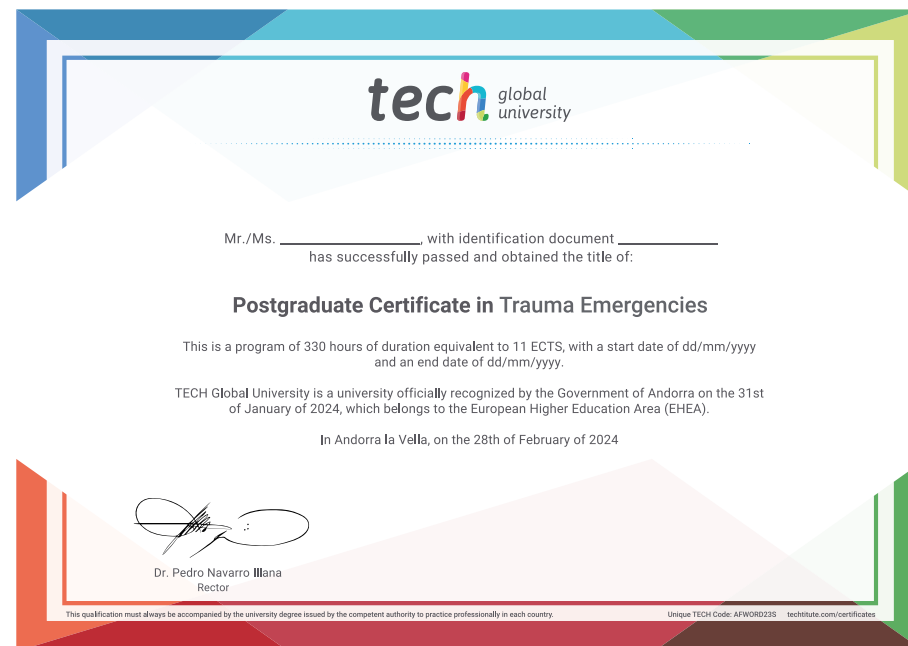 tech global
university
Mr./Ms. ____________, with identification document ____________
has successfully passed and obtained the title of:
Postgraduate Certificate in Trauma Emergencies
This is a program of 330 hours of duration equivalent to 11 ECTS, with a start date of dd/mm/yyyy
and an end date of dd/mm/yyyy.
TECH Global University is a university officially recognized by the Government of Andorra on the 31st
of January of 2024, which belongs to the European Higher Education Area (EHEA).
In Andorra la Vella, on the 28th of February of 2024
Dr. Pedro Navarro Illana
Rector
This qualification must always be accompanied by the university degree issued by the competent authority to practice professionally in each country. Unique TECH Code: AFWORD23S techtitute.com/certificates